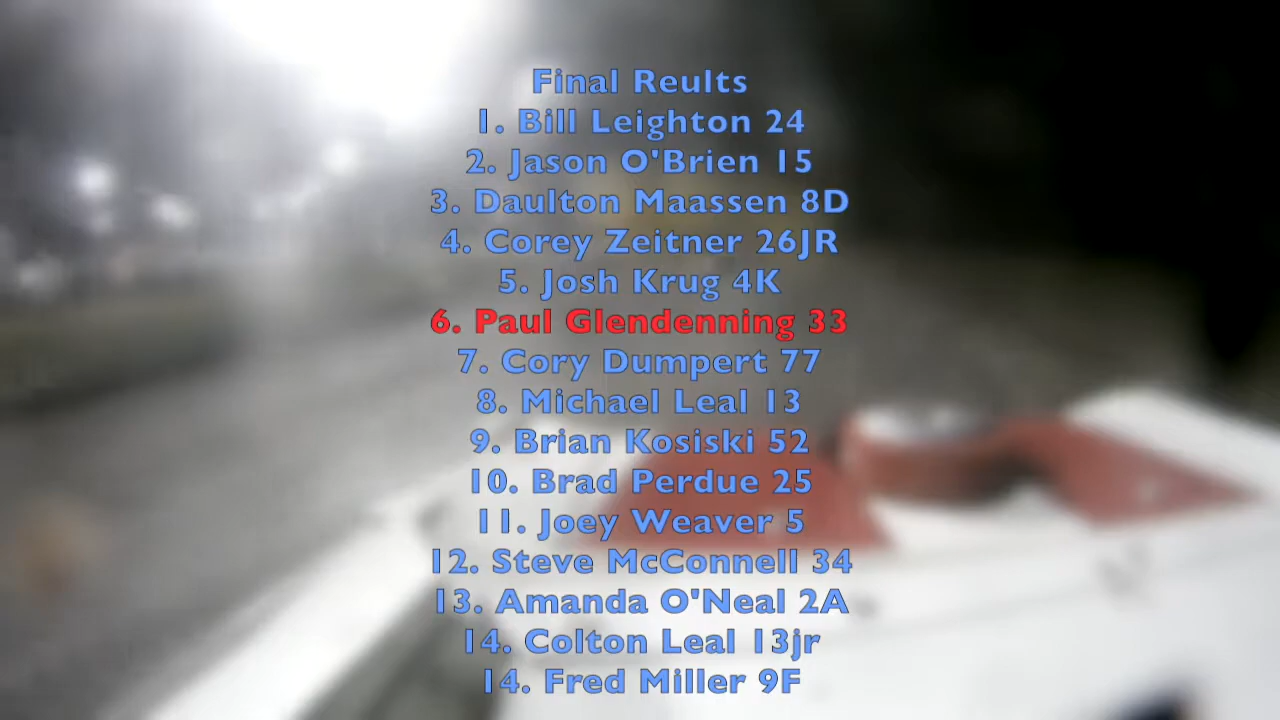 Final Reults
1. Bill Leighton 24
2. Jason O'Brien 15
3. Daulton Maassen 8D
4. Corey Zeitner 26JR
5. Josh Krug 4K
6. Paul Glendenning 33
7. Cory Dumpert 77
8. Michael Leal 13
9. Brian Kosiski 52
10. Brad Perdue 25
11. Joey Weaver 5
12. Steve McConnell 34
13. Amanda O'Neal 2A
14. Colton Leal 13jr
14. Fred Miller 9F